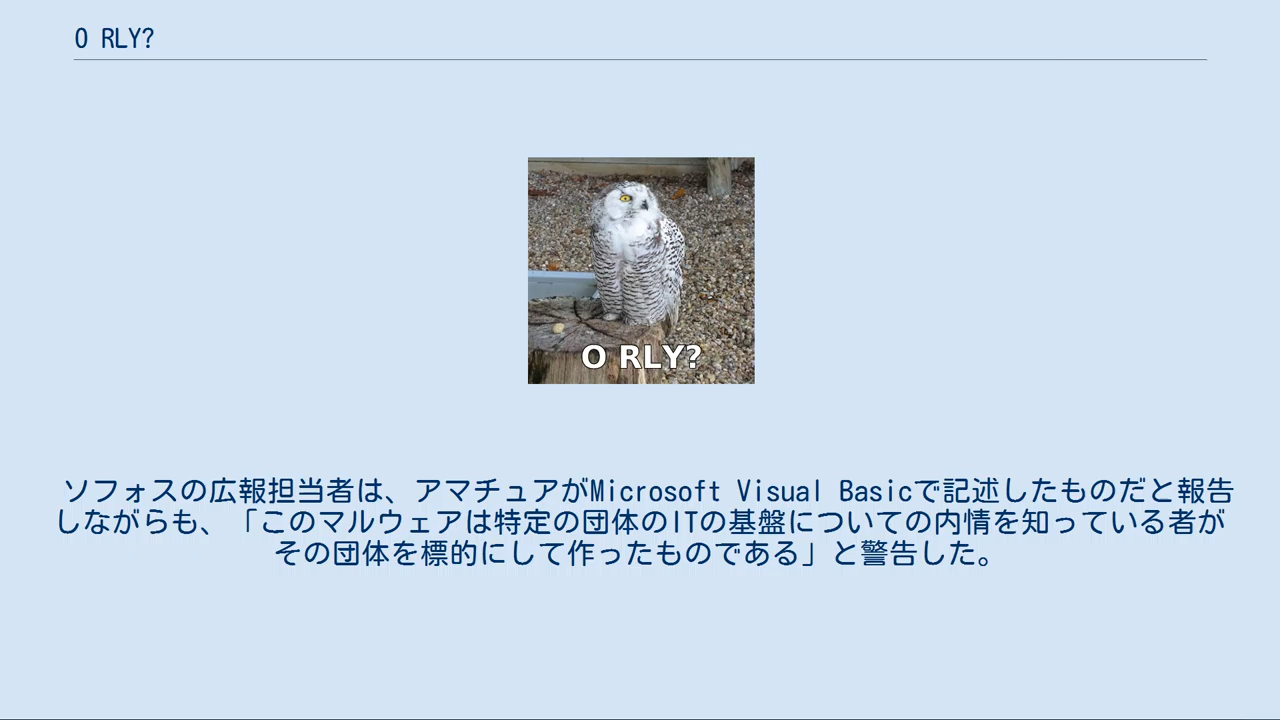 O RLY?
O RLY?
ソフォスの広報担当者は、アマチュアがMicrosoft Visual Basicで記述したものだと報告
しながらも、「このマルウェアは特定の団体のITの基盤についての内情を知っている者が
その団体を標的にして作ったものである」と警告した。